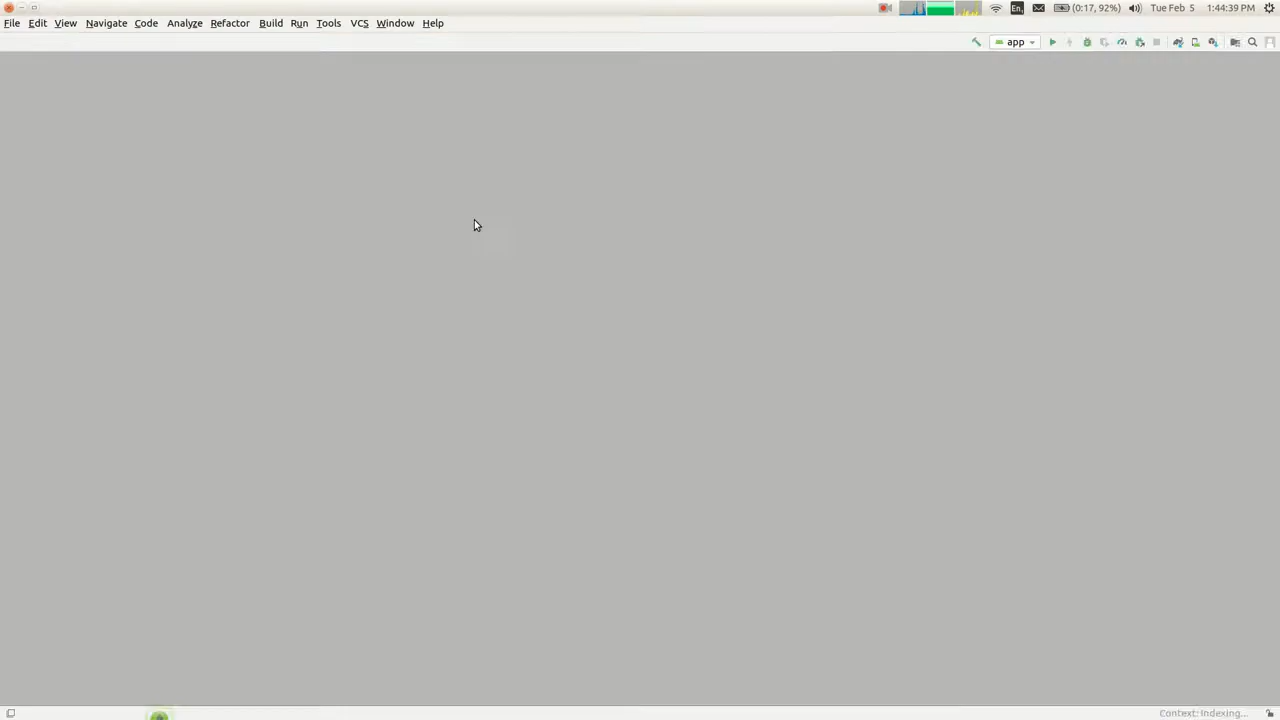 En, (0:17, 92%) Tue Feb 5 1:44:39 PM
File Edit View Navigate Code Analyze Refactor Build Run Tools VCS Window Help
app
Context: Indexing...